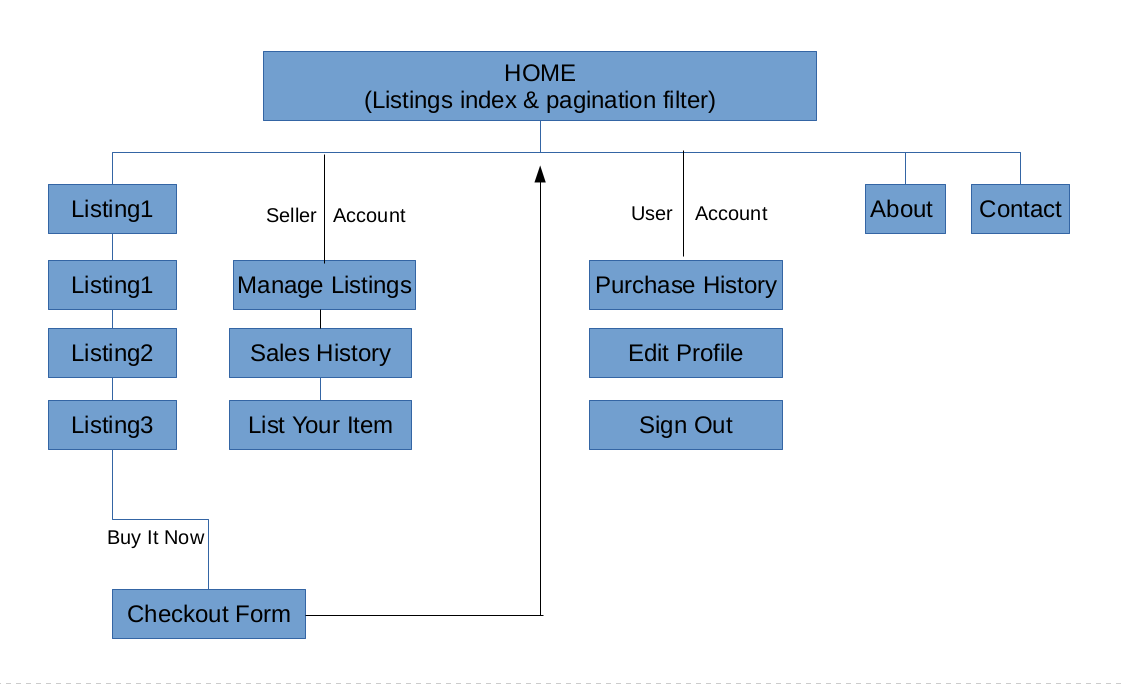 HOME
(Listings index & pagination filter)
Listing1
Seller Account
User Account
About
Contact
Listing1
Manage Listings
Purchase History
Listing2
Sales History
Edit Profile
Listing3
List Your Item
Sign Out
Buy It Now
Checkout Form